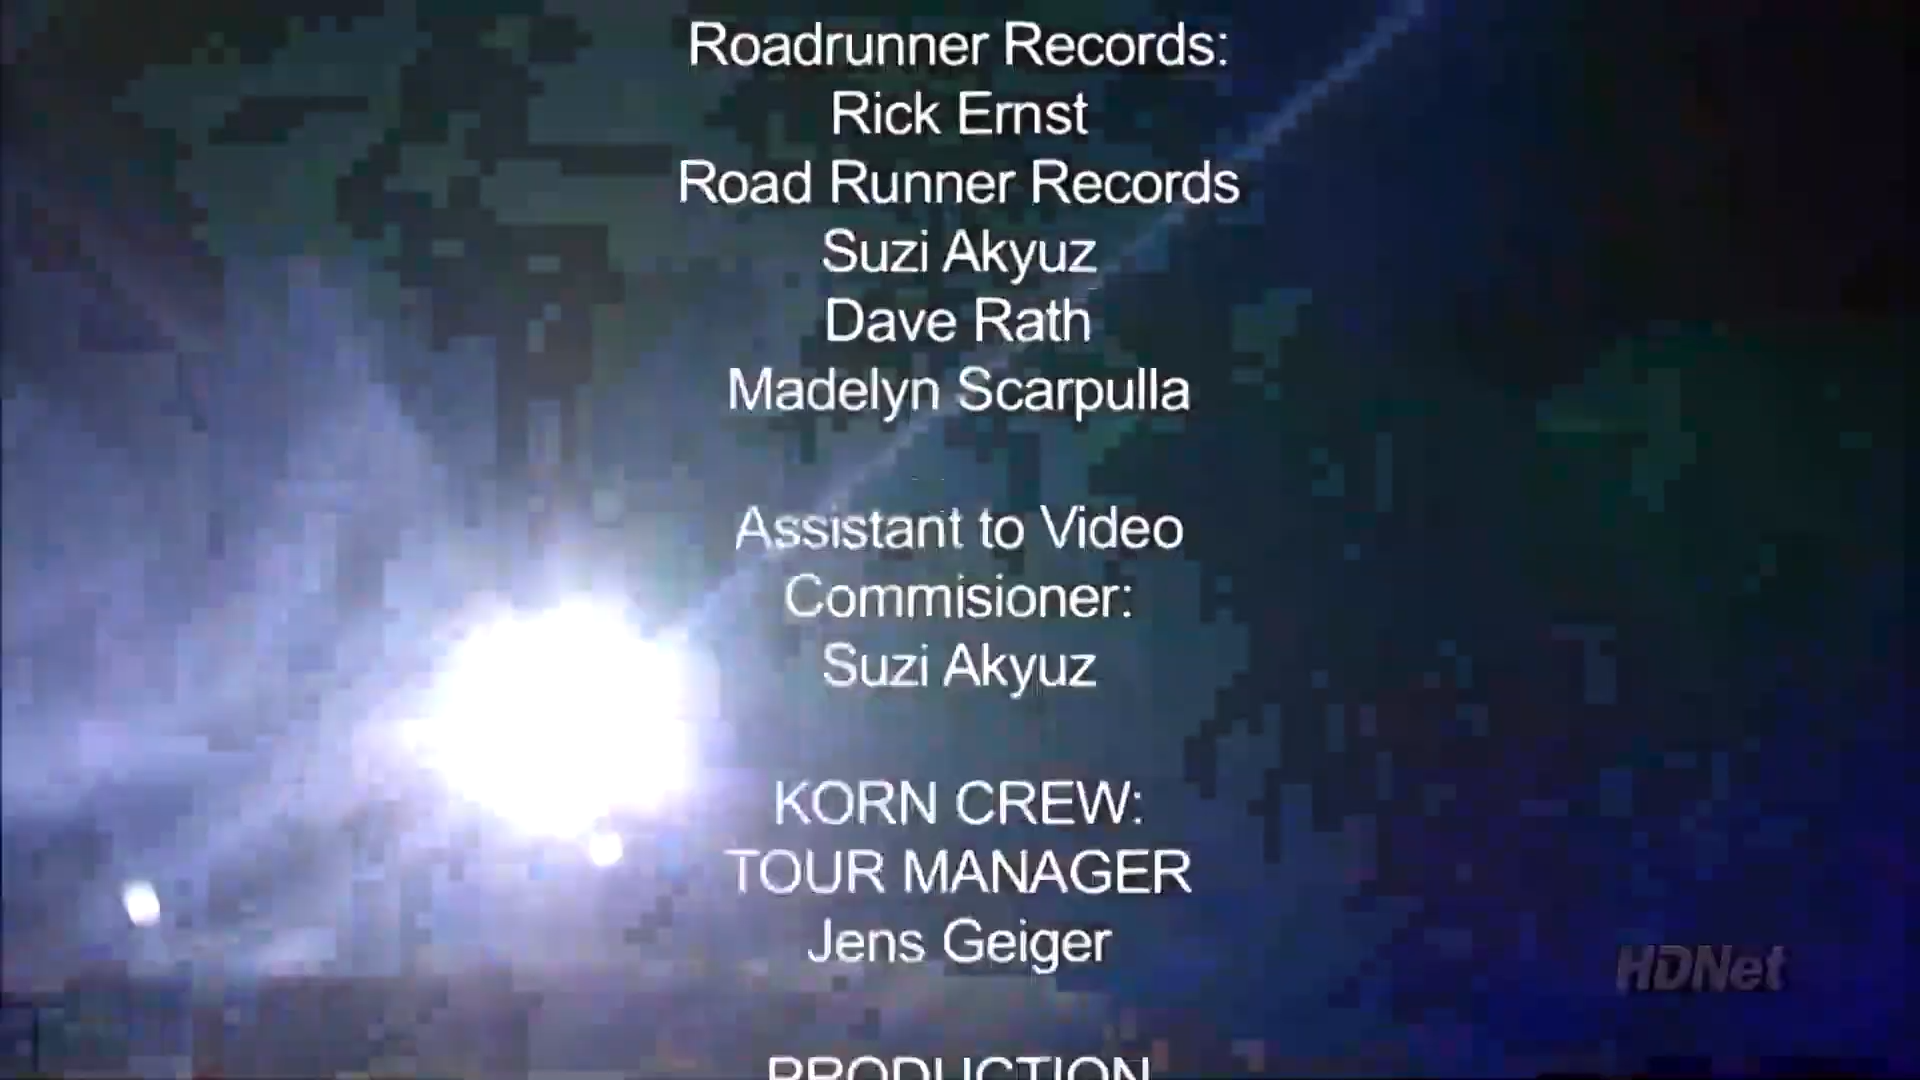 Roadrunner Records:
Rick Ernst
Road Runner Records
Suzi Akyuz
Dave Rath
Madelyn Scarpulla
Assistant to Video
Commisioner:
Suzi Akyuz
KORN CREW:
TOUR MANAGER
Jens Geiger
HDNet
PRODUCTION